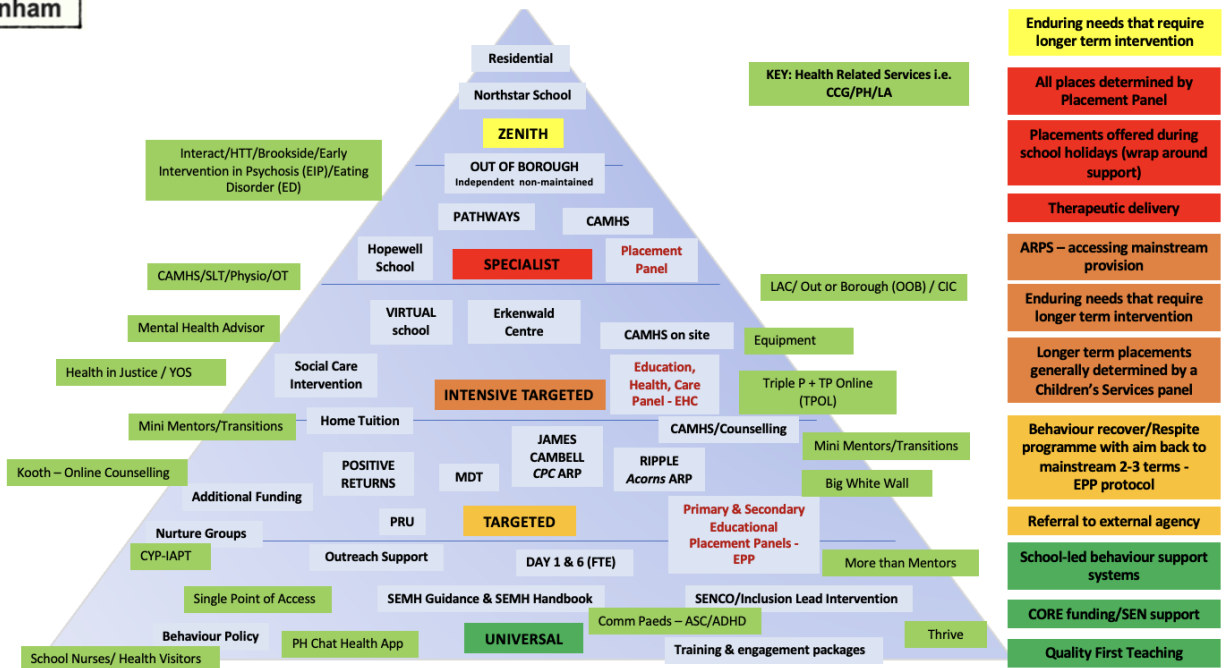 nham
Residential
Northstar School
ZENITH
KEY: Health Related Services i.e.
CCG/PH/LA
Interact/HTT/Brookside/Early
Intervention in Psychosis (EIP)/Eating
Disorder (ED)
OUT OF BOROUGH
Independent non-maintained
PATHWAYS
CAMHS
Hopewell
School
SPECIALIST
Placement
Panel
CAMHS/SLT/Physio/OT
LAC/ Out or Borough (OOB) / CIC
VIRTUAL
school
Erkenwald
Centre
Mental Health Advisor
CAMHS on site
Equipment
Health in Justice / YOS
Social Care
Intervention
INTENSIVE TARGETED
Education,
Health, Care
Panel - EHC
Triple P + TP Online
(TPOL)
Mini Mentors/Transitions
Home Tuition
CAMHS/Counselling
Mini Mentors/Transitions
Kooth – Online Counselling
POSITIVE
RETURNS
MDT
JAMES
CAMBELL
CPC ARP
RIPPLE
Acorns ARP
Big White Wall
Additional Funding
Nurture Groups
PRU
TARGETED
Primary & Secondary
Educational
Placement Panels -
EPP
CYP-IAPT
Outreach Support
DAY 1 & 6 (FTE)
More than Mentors
Single Point of Access
SEMH Guidance & SEMH Handbook
SENCO/Inclusion Lead Intervention
Behaviour Policy
PH Chat Health App
UNIVERSAL
Comm Paeds – ASC/ADHD
Thrive
School Nurses/ Health Visitors
Training & engagement packages
Enduring needs that require
longer term intervention
All places determined by
Placement Panel
Placements offered during
school holidays (wrap around
support)
Therapeutic delivery
ARPS – accessing mainstream
provision
Enduring needs that require
longer term intervention
Longer term placements
generally determined by a
Children's Services panel
Behaviour recover/Respite
programme with aim back to
mainstream 2-3 terms -
EPP protocol
Referral to external agency
School-led behaviour support
systems
CORE funding/SEN support
Quality First Teaching